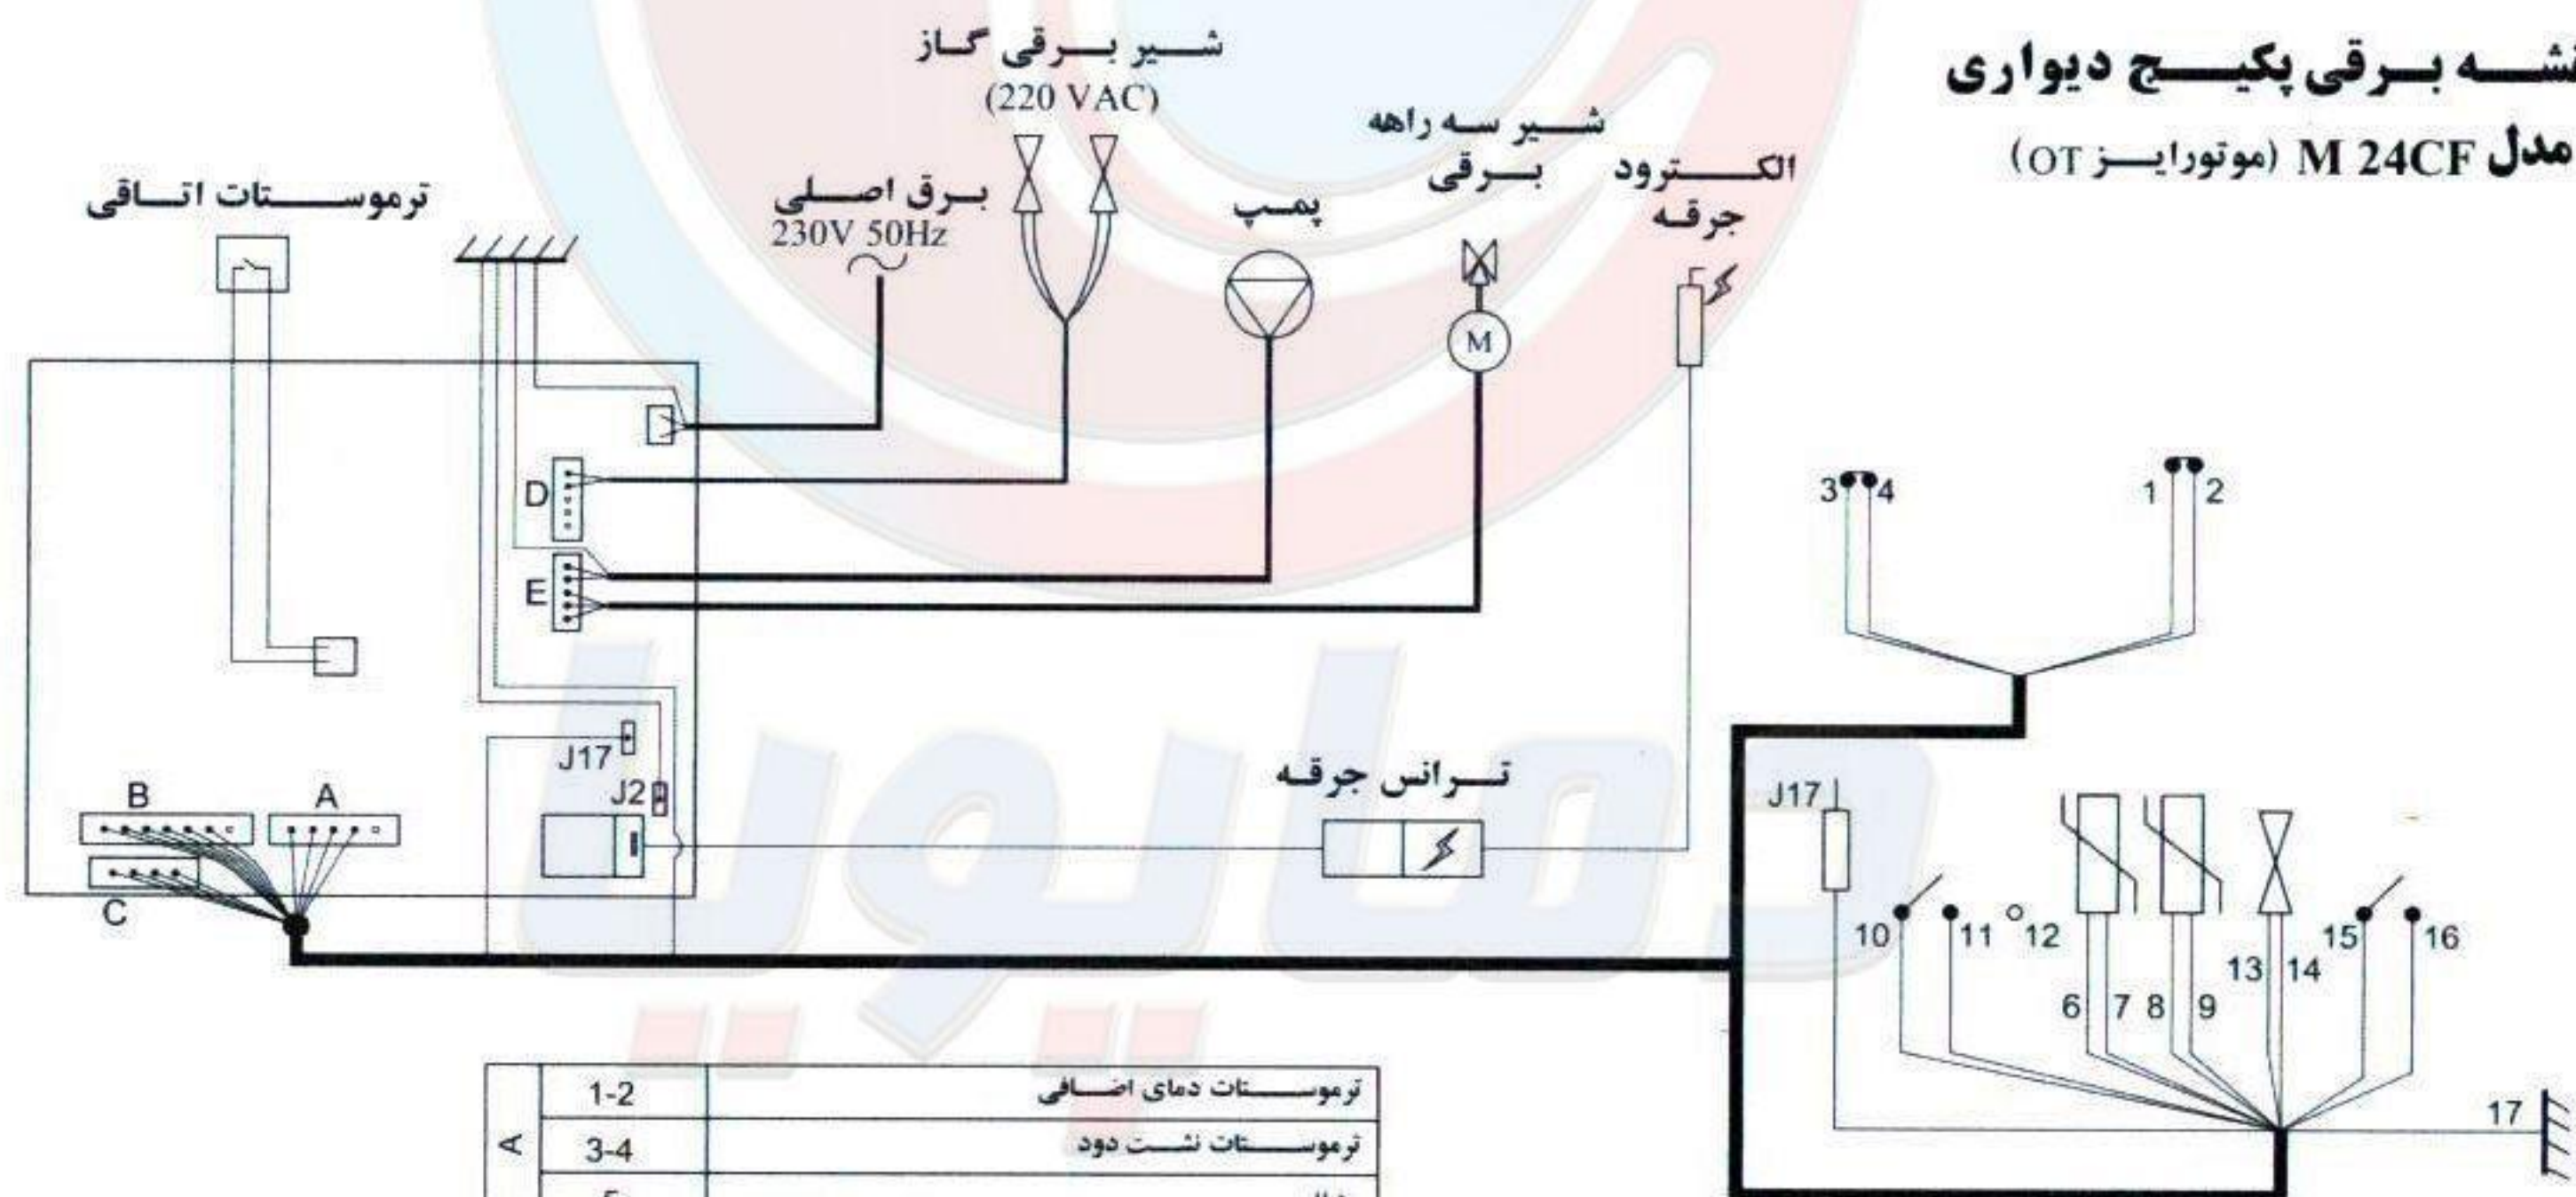 برقی پکیج دیواری
مدل M 24CF (موتورایز OT)
شیر برقی گاز
(220 VAC)
شیر سه راهه
برقی
الکترود
جرقه
پمپ
برق اصلی
230V 50Hz
ترموستات اتاقی
M
D
E
3 4
1 2
J17
J2
B
A
C
ترانس جرقه
J17
10 11 12
15 16
13 14
6 7 8 9
17
A
1-2 ترموستات دمای اضافی
3-4 ترموستات نشت دود
دماپویا